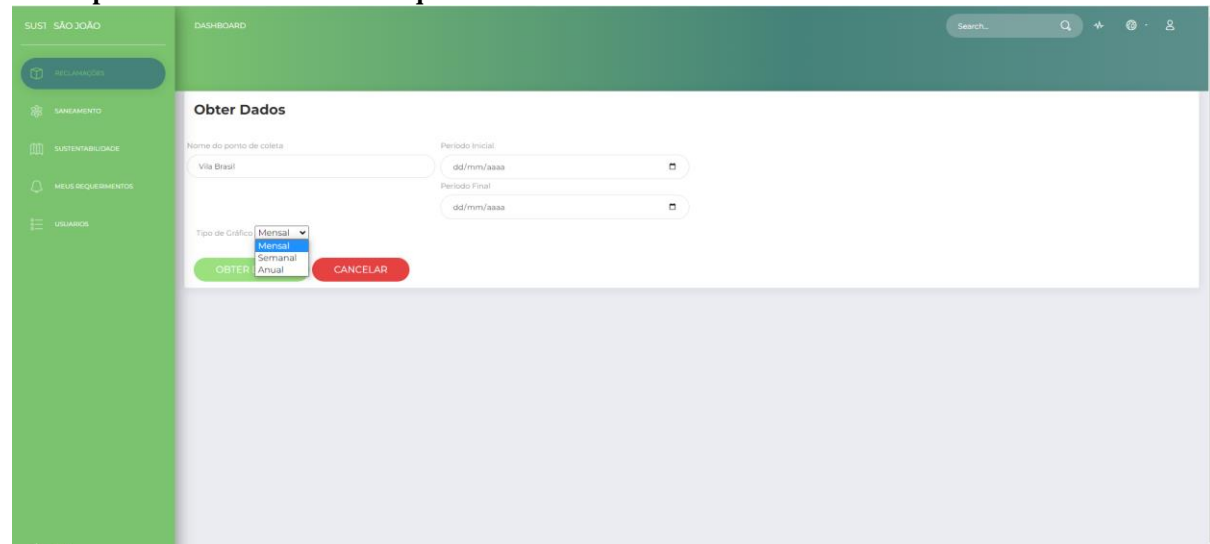 SUST SÃO JOÃO
DASHBOARD
Search...
RECLAMAÇÕES
SANEAMENTO
SUSTENTABILIDADE
MEUS REQUERIMENTOS
USUARIOS
Obter Dados
Nome do ponto de coleta
Vila Brasil
Período Inicial
dd/mm/aaaa
Período Final
dd/mm/aaaa
Tipo de Gráfico Mensal
Mensal
Semanal
Anual
OBTER
CANCELAR